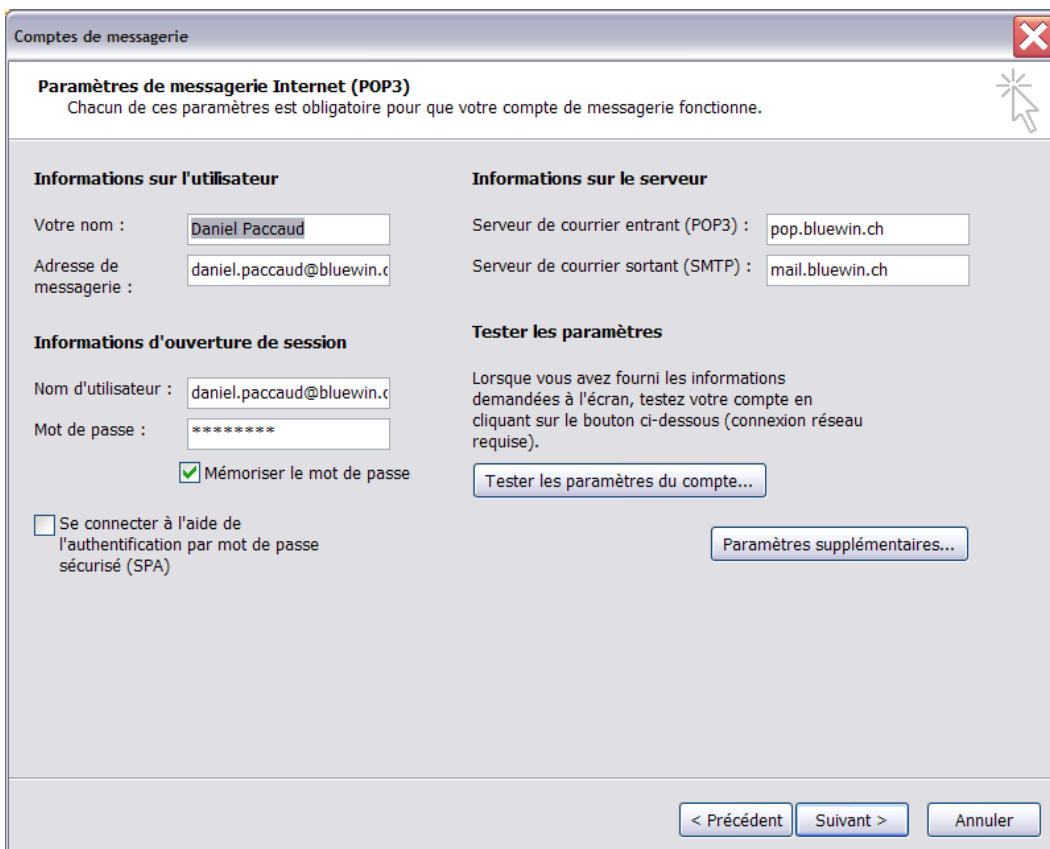 Comptes de messagerie
Paramètres de messagerie Internet (POP3)
Chacun de ces paramètres est obligatoire pour que votre compte de messagerie fonctionne.
Informations sur l'utilisateur
Votre nom :
Daniel Paccaud
Adresse de
messagerie :
daniel.paccaud@bluewin.c
Informations d'ouverture de session
Nom d'utilisateur :
daniel.paccaud@bluewin.c
Mot de passe :
********
Mémoriser le mot de passe
Se connecter à l'aide de
l'authentification par mot de passe
sécurisé (SPA)
Informations sur le serveur
Serveur de courrier entrant (POP3) :
pop.bluewin.ch
Serveur de courrier sortant (SMTP) :
mail.bluewin.ch
Tester les paramètres
Lorsque vous avez fourni les informations
demandées à l'écran, testez votre compte en
cliquant sur le bouton ci-dessous (connexion réseau
requise).
Tester les paramètres du compte...
Paramètres supplémentaires...
< Précédent
Suivant >
Annuler